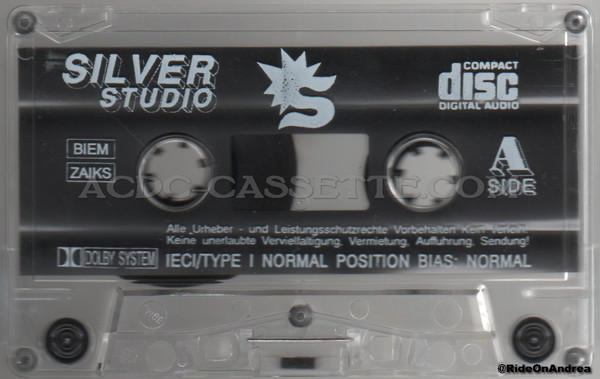 SILVER
STUDIO
S
COMPACT
disc
DIGITAL AUDIO
BIEM
ZAIKS
A
SIDE
ACDC-CASSETTE.COM
Alle Urheber - und Leistungsschutzrechte Vorbehalten Kein Verleih!
Keine unerlaubte Vervielfältigung, Vermietung, Aufführung, Sendung!
DOLBY SYSTEM
IECI/TYPE I NORMAL POSITION BIAS: NORMAL
@RideOnAndrea